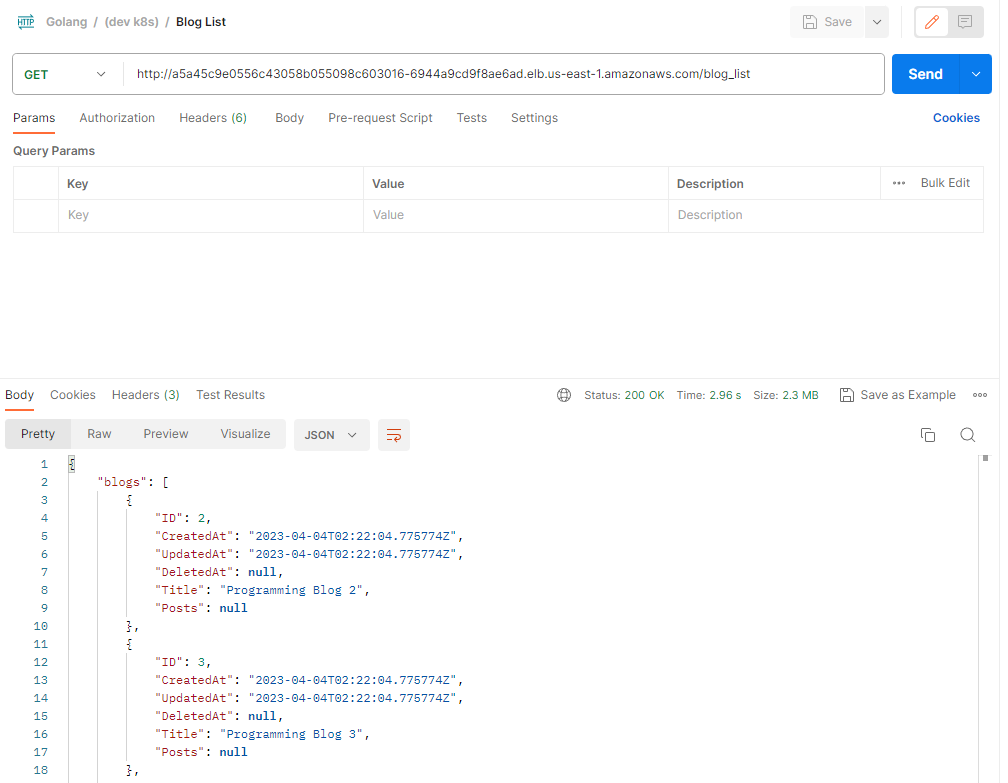 HTTP Golang / (dev k8s) / Blog List Save
GET http://a5a45c9e0556c43058b055098c603016-6944a9cd9f8ae6ad.elb.us-east-1.amazonaws.com/blog_list Send
Params Authorization Headers (6) Body Pre-request Script Tests Settings Cookies
Query Params
Key Value Description ••• Bulk Edit
Key Value Description
Body Cookies Headers (3) Test Results Status: 200 OK Time: 2.96 s Size: 2.3 MB Save as Example
Pretty Raw Preview Visualize JSON
1 {
2 "blogs": [
3 {
4 "ID": 2,
5 "CreatedAt": "2023-04-04T02:22:04.775774Z",
6 "UpdatedAt": "2023-04-04T02:22:04.775774Z",
7 "DeletedAt": null,
8 "Title": "Programming Blog 2",
9 "Posts": null
10 },
11 {
12 "ID": 3,
13 "CreatedAt": "2023-04-04T02:22:04.775774Z",
14 "UpdatedAt": "2023-04-04T02:22:04.775774Z",
15 "DeletedAt": null,
16 "Title": "Programming Blog 3",
17 "Posts": null
18 },